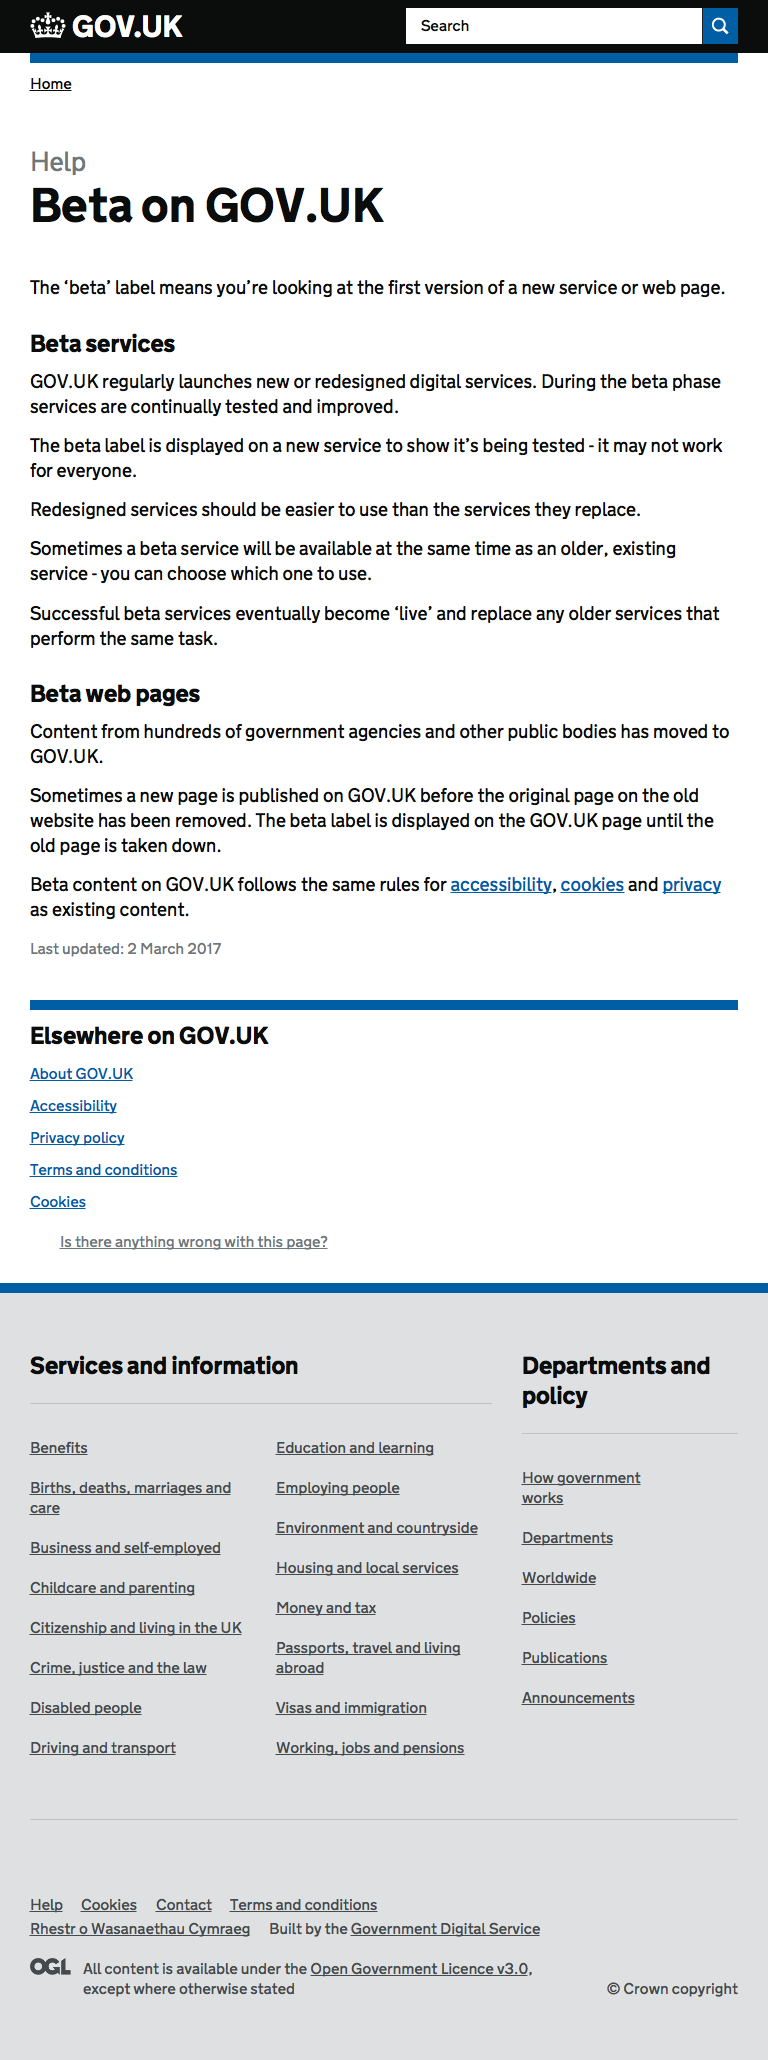 GOV.UK
Search
Home
Help
Beta on GOV.UK
The ‘beta’ label means you’re looking at the first version of a new service or web page.
Beta services
GOV.UK regularly launches new or redesigned digital services. During the beta phase
services are continually tested and improved.
The beta label is displayed on a new service to show it’s being tested - it may not work
for everyone.
Redesigned services should be easier to use than the services they replace.
Sometimes a beta service will be available at the same time as an older, existing
service - you can choose which one to use.
Successful beta services eventually become ‘live’ and replace any older services that
perform the same task.
Beta web pages
Content from hundreds of government agencies and other public bodies has moved to
GOV.UK.
Sometimes a new page is published on GOV.UK before the original page on the old
website has been removed. The beta label is displayed on the GOV.UK page until the
old page is taken down.
Beta content on GOV.UK follows the same rules for accessibility, cookies and privacy
as existing content.
Last updated: 2 March 2017
Elsewhere on GOV.UK
About GOV.UK
Accessibility
Privacy policy
Terms and conditions
Cookies
Is there anything wrong with this page?
Services and information
Benefits
Births, deaths, marriages and
care
Business and self-employed
Childcare and parenting
Citizenship and living in the UK
Crime, justice and the law
Disabled people
Driving and transport
Education and learning
Employing people
Environment and countryside
Housing and local services
Money and tax
Passports, travel and living
abroad
Visas and immigration
Working, jobs and pensions
Departments and
policy
How government
works
Departments
Worldwide
Policies
Publications
Announcements
Help Cookies Contact Terms and conditions
Rhestr o Wasanaethau Cymraeg Built by the Government Digital Service
OGL All content is available under the Open Government Licence v3.0,
except where otherwise stated
© Crown copyright